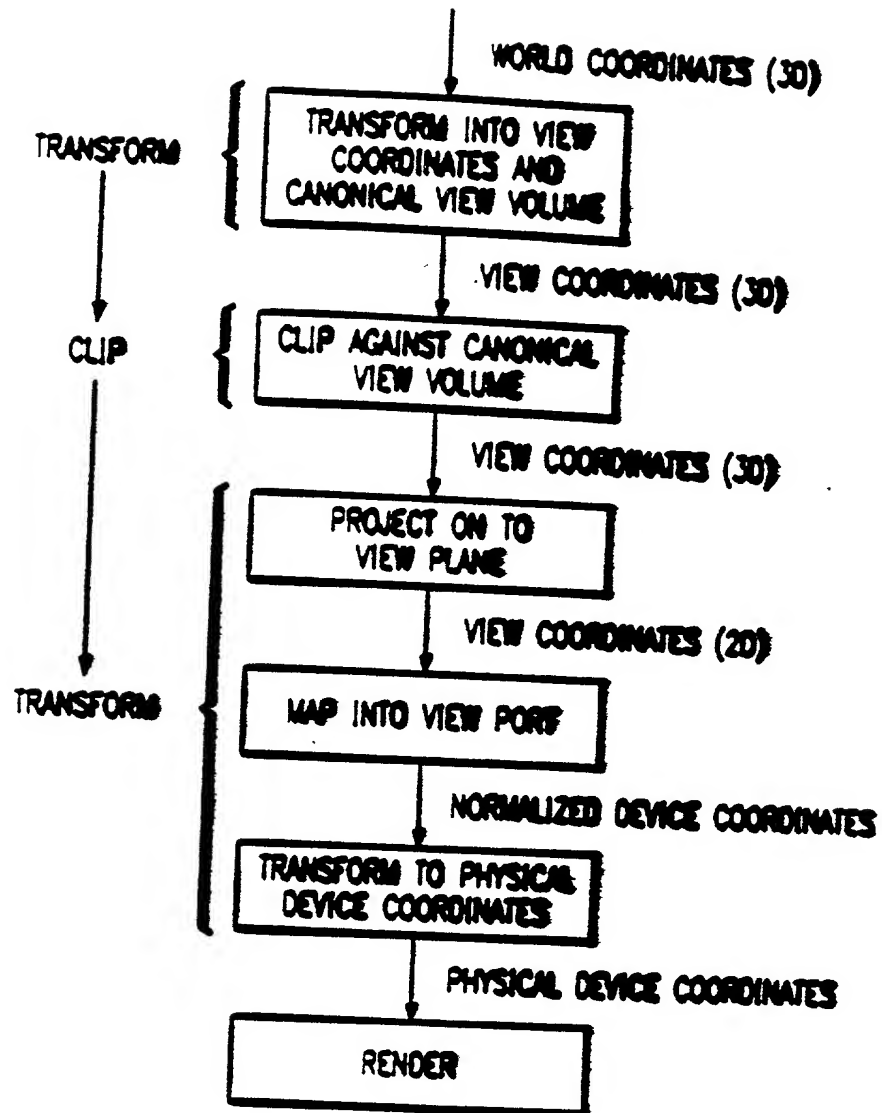 WORLD COORDINATES (3D)
TRANSFORM
TRANSFORM INTO VIEW
COORDINATES AND
CANONICAL VIEW VOLUME
VIEW COORDINATES (3D)
CLIP
CLIP AGAINST CANONICAL
VIEW VOLUME
VIEW COORDINATES (3D)
PROJECT ON TO
VIEW PLANE
VIEW COORDINATES (2D)
TRANSFORM
MAP INTO VIEW PORT
NORMALIZED DEVICE COORDINATES
TRANSFORM TO PHYSICAL
DEVICE COORDINATES
PHYSICAL DEVICE COORDINATES
RENDER